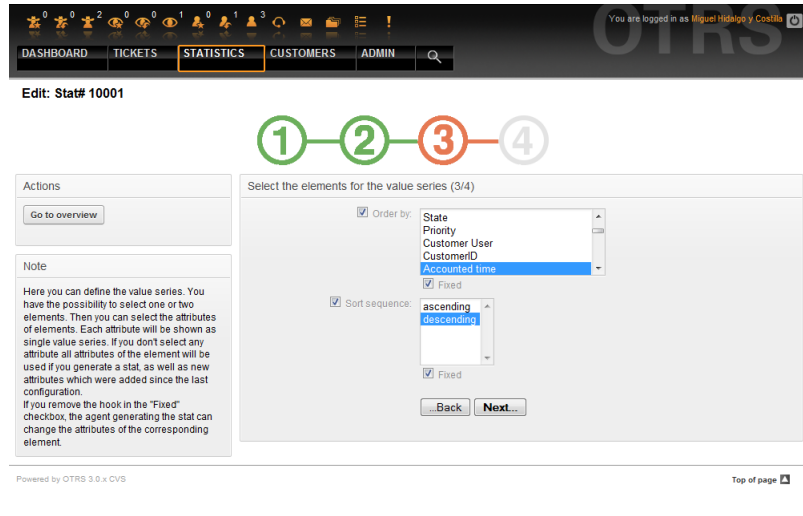 0 0 2 0 0 1 0 1 3
You are logged in as Miguel Hidalgo y Costilla
OTRS
DASHBOARD TICKETS STATISTICS CUSTOMERS ADMIN
Edit: Stat# 10001
1 2 3 4
Actions
Go to overview
Note
Here you can define the value series. You
have the possibility to select one or two
elements. Then you can select the attributes
of elements. Each attribute will be shown as
single value series. If you don't select any
attribute all attributes of the element will be
used if you generate a stat, as well as new
attributes which were added since the last
configuration.
If you remove the hook in the "Fixed"
checkbox, the agent generating the stat can
change the attributes of the corresponding
element.
Select the elements for the value series (3/4)
Order by:
State
Priority
Customer User
CustomerID
Accounted time
Fixed
Sort sequence:
ascending
descending
Fixed
...Back Next...
Powered by OTRS 3.0.x CVS
Top of page